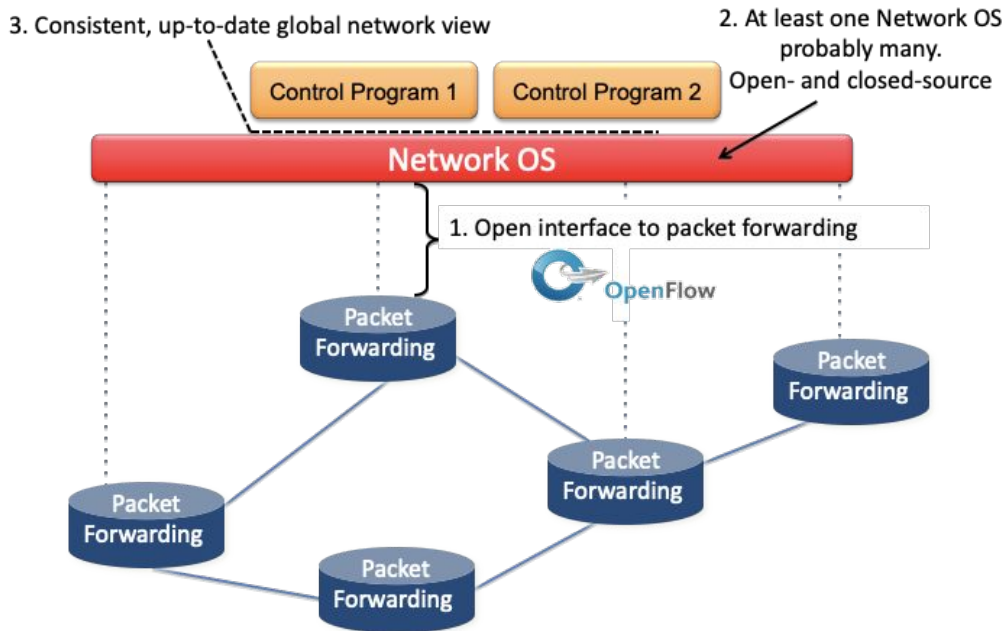 3. Consistent, up-to-date global network view
2. At least one Network OS
probably many.
Open- and closed-source
Control Program 1
Control Program 2
Network OS
1. Open interface to packet forwarding
OpenFlow
Packet
Forwarding
Packet
Forwarding
Packet
Forwarding
Packet
Forwarding
Packet
Forwarding